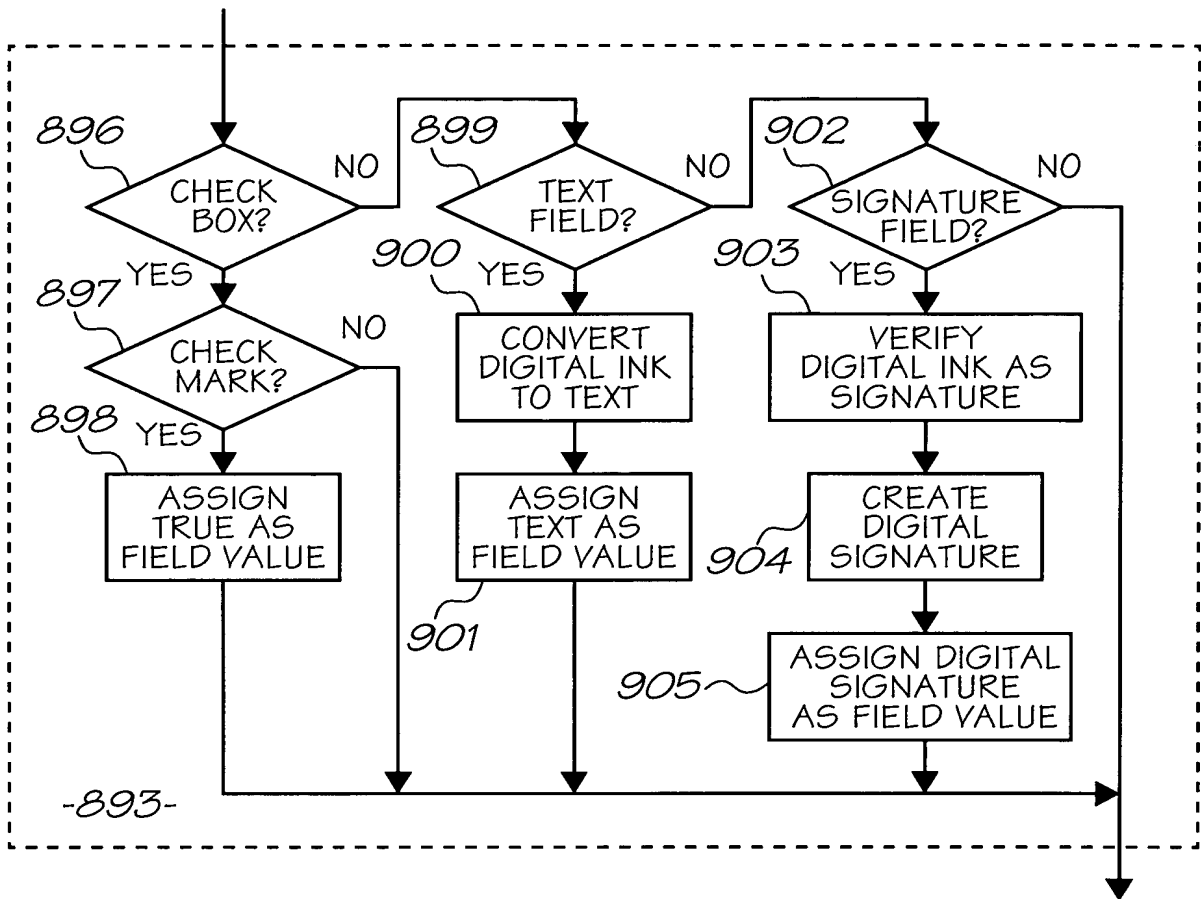 896
CHECK
BOX?
NO
YES
897
CHECK
MARK?
NO
YES
898
ASSIGN
TRUE AS
FIELD VALUE
899
TEXT
FIELD?
NO
YES
900
CONVERT
DIGITAL INK
TO TEXT
ASSIGN
TEXT AS
FIELD VALUE
901
902
SIGNATURE
FIELD?
NO
YES
903
VERIFY
DIGITAL INK AS
SIGNATURE
CREATE
DIGITAL
SIGNATURE
904
ASSIGN DIGITAL
SIGNATURE
AS FIELD VALUE
905
-893-